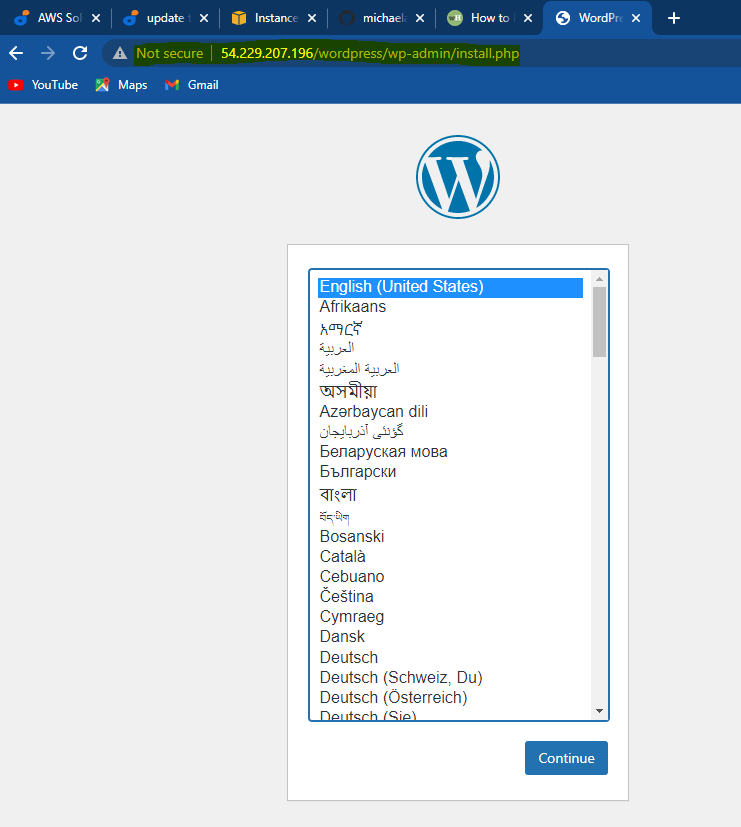 AWS Sol
update t
Instance
michael
How to
WordPre
Not secure
54.229.207.196/wordpress/wp-admin/install.php
YouTube
Maps
Gmail
English (United States)
Afrikaans
አማርኛ
العربية
العربية المغربية
অসমীয়া
Azərbaycan dili
گؤنئی آذربایجان
Беларуская мова
Български
বাংলা
བོད་ཡིག
Bosanski
Català
Cebuano
Čeština
Cymraeg
Dansk
Deutsch
Deutsch (Schweiz, Du)
Deutsch (Österreich)
Deutsch (Sie)
Continue